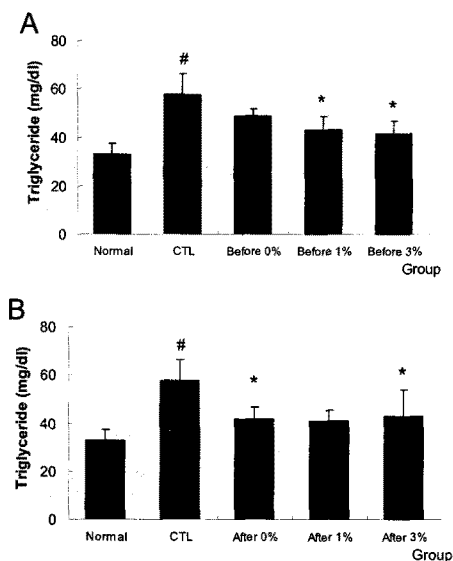 A
Triglyceride (mg/dl)
80
60
40
20
0
#
*
*
Normal CTL Before 0% Before 1% Before 3%
Group
B
Triglyceride (mg/dl)
80
60
40
20
0
#
*
*
Normal CTL After 0% After 1% After 3%
Group